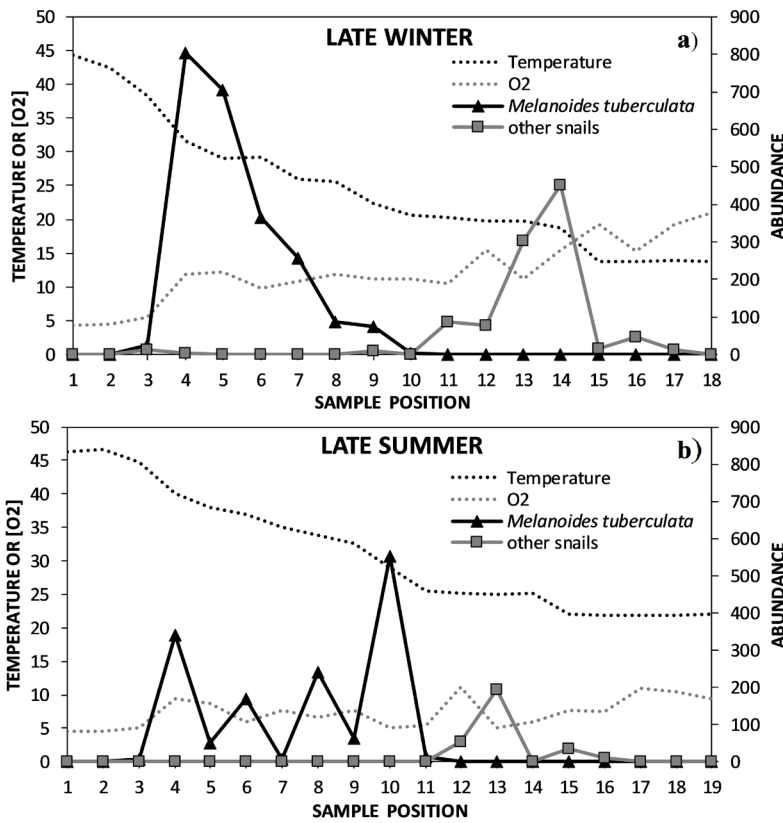 LATE WINTER
a)
Temperature
O2
Melanoides tuberculata
other snails
TEMPERATURE OR [O2]
50
45
40
35
30
25
20
15
10
5
0
900
800
700
600
500
400
300
200
100
0
ABUNDANCE
1 2 3 4 5 6 7 8 9 10 11 12 13 14 15 16 17 18
SAMPLE POSITION
LATE SUMMER
b)
Temperature
O2
Melanoides tuberculata
other snails
TEMPERATURE OR [O2]
50
45
40
35
30
25
20
15
10
5
0
900
800
700
600
500
400
300
200
100
0
ABUNDANCE
1 2 3 4 5 6 7 8 9 10 11 12 13 14 15 16 17 18 19
SAMPLE POSITION